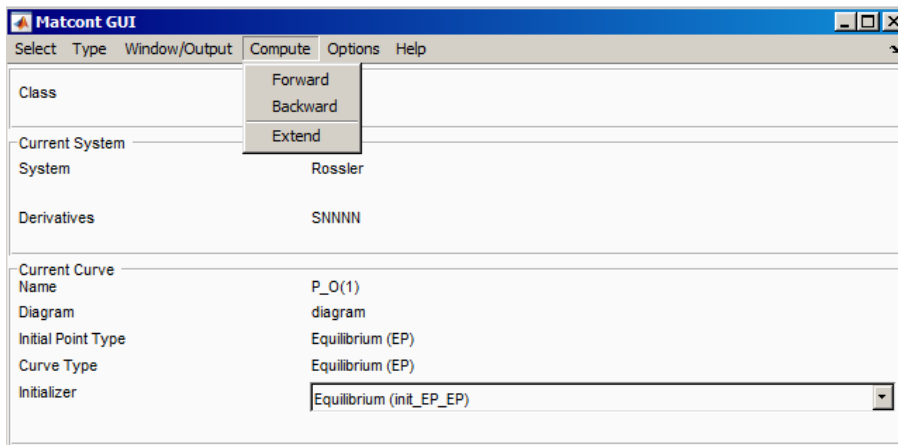 Matcont GUI
Select Type Window/Output Compute Options Help
Forward
Backward
Extend
Class
Current System
System Rossler
Derivatives SNNNN
Current Curve
Name P_O(1)
Diagram diagram
Initial Point Type Equilibrium (EP)
Curve Type Equilibrium (EP)
Initializer Equilibrium (init_EP_EP)